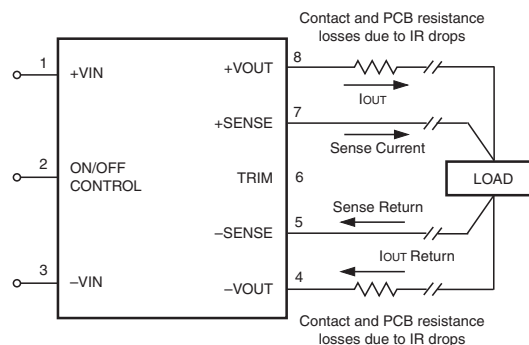 Contact and PCB resistance
losses due to IR drops
1
+VIN
+VOUT
8
IOUT
7
+SENSE
Sense Current
2
ON/OFF
CONTROL
TRIM
6
LOAD
Sense Return
5
–SENSE
IOUT Return
3
–VIN
–VOUT
4
Contact and PCB resistance
losses due to IR drops